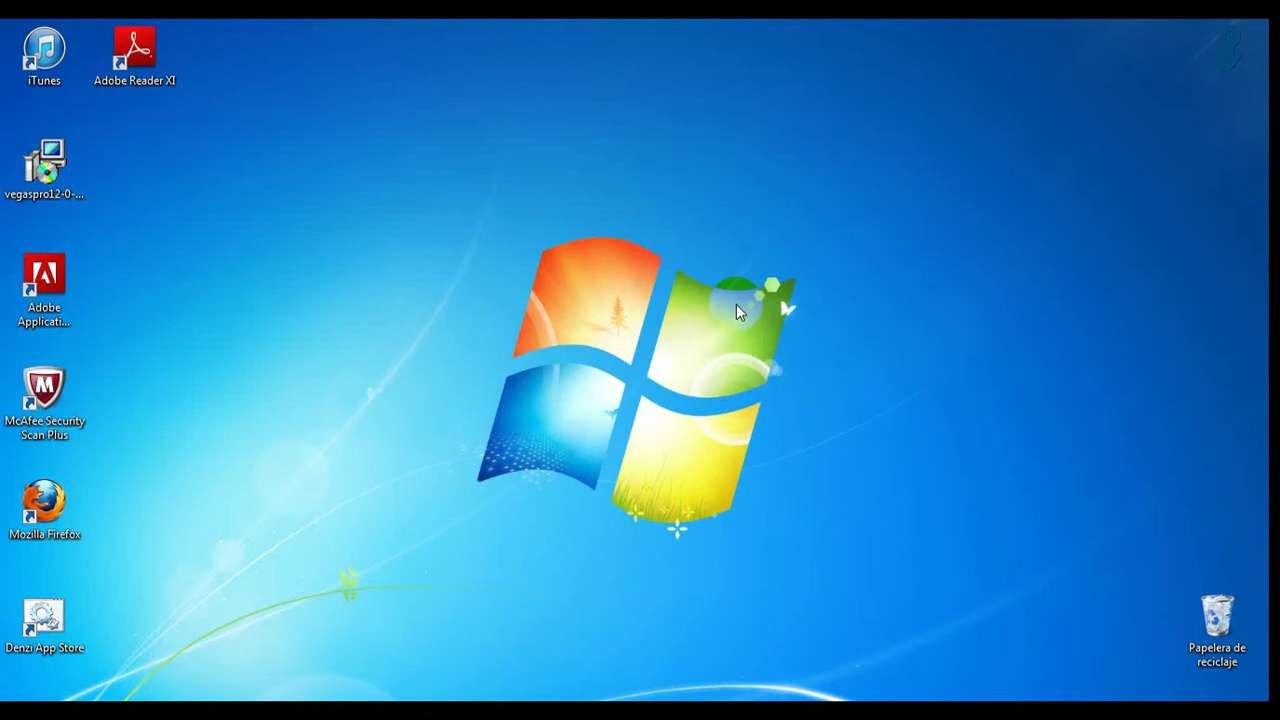 iTunes
Adobe Reader XI
vegaspro12-0-...
Adobe
Applicati...
McAfee Security
Scan Plus
Mozilla Firefox
Denzi App Store
Papelera de
reciclaje